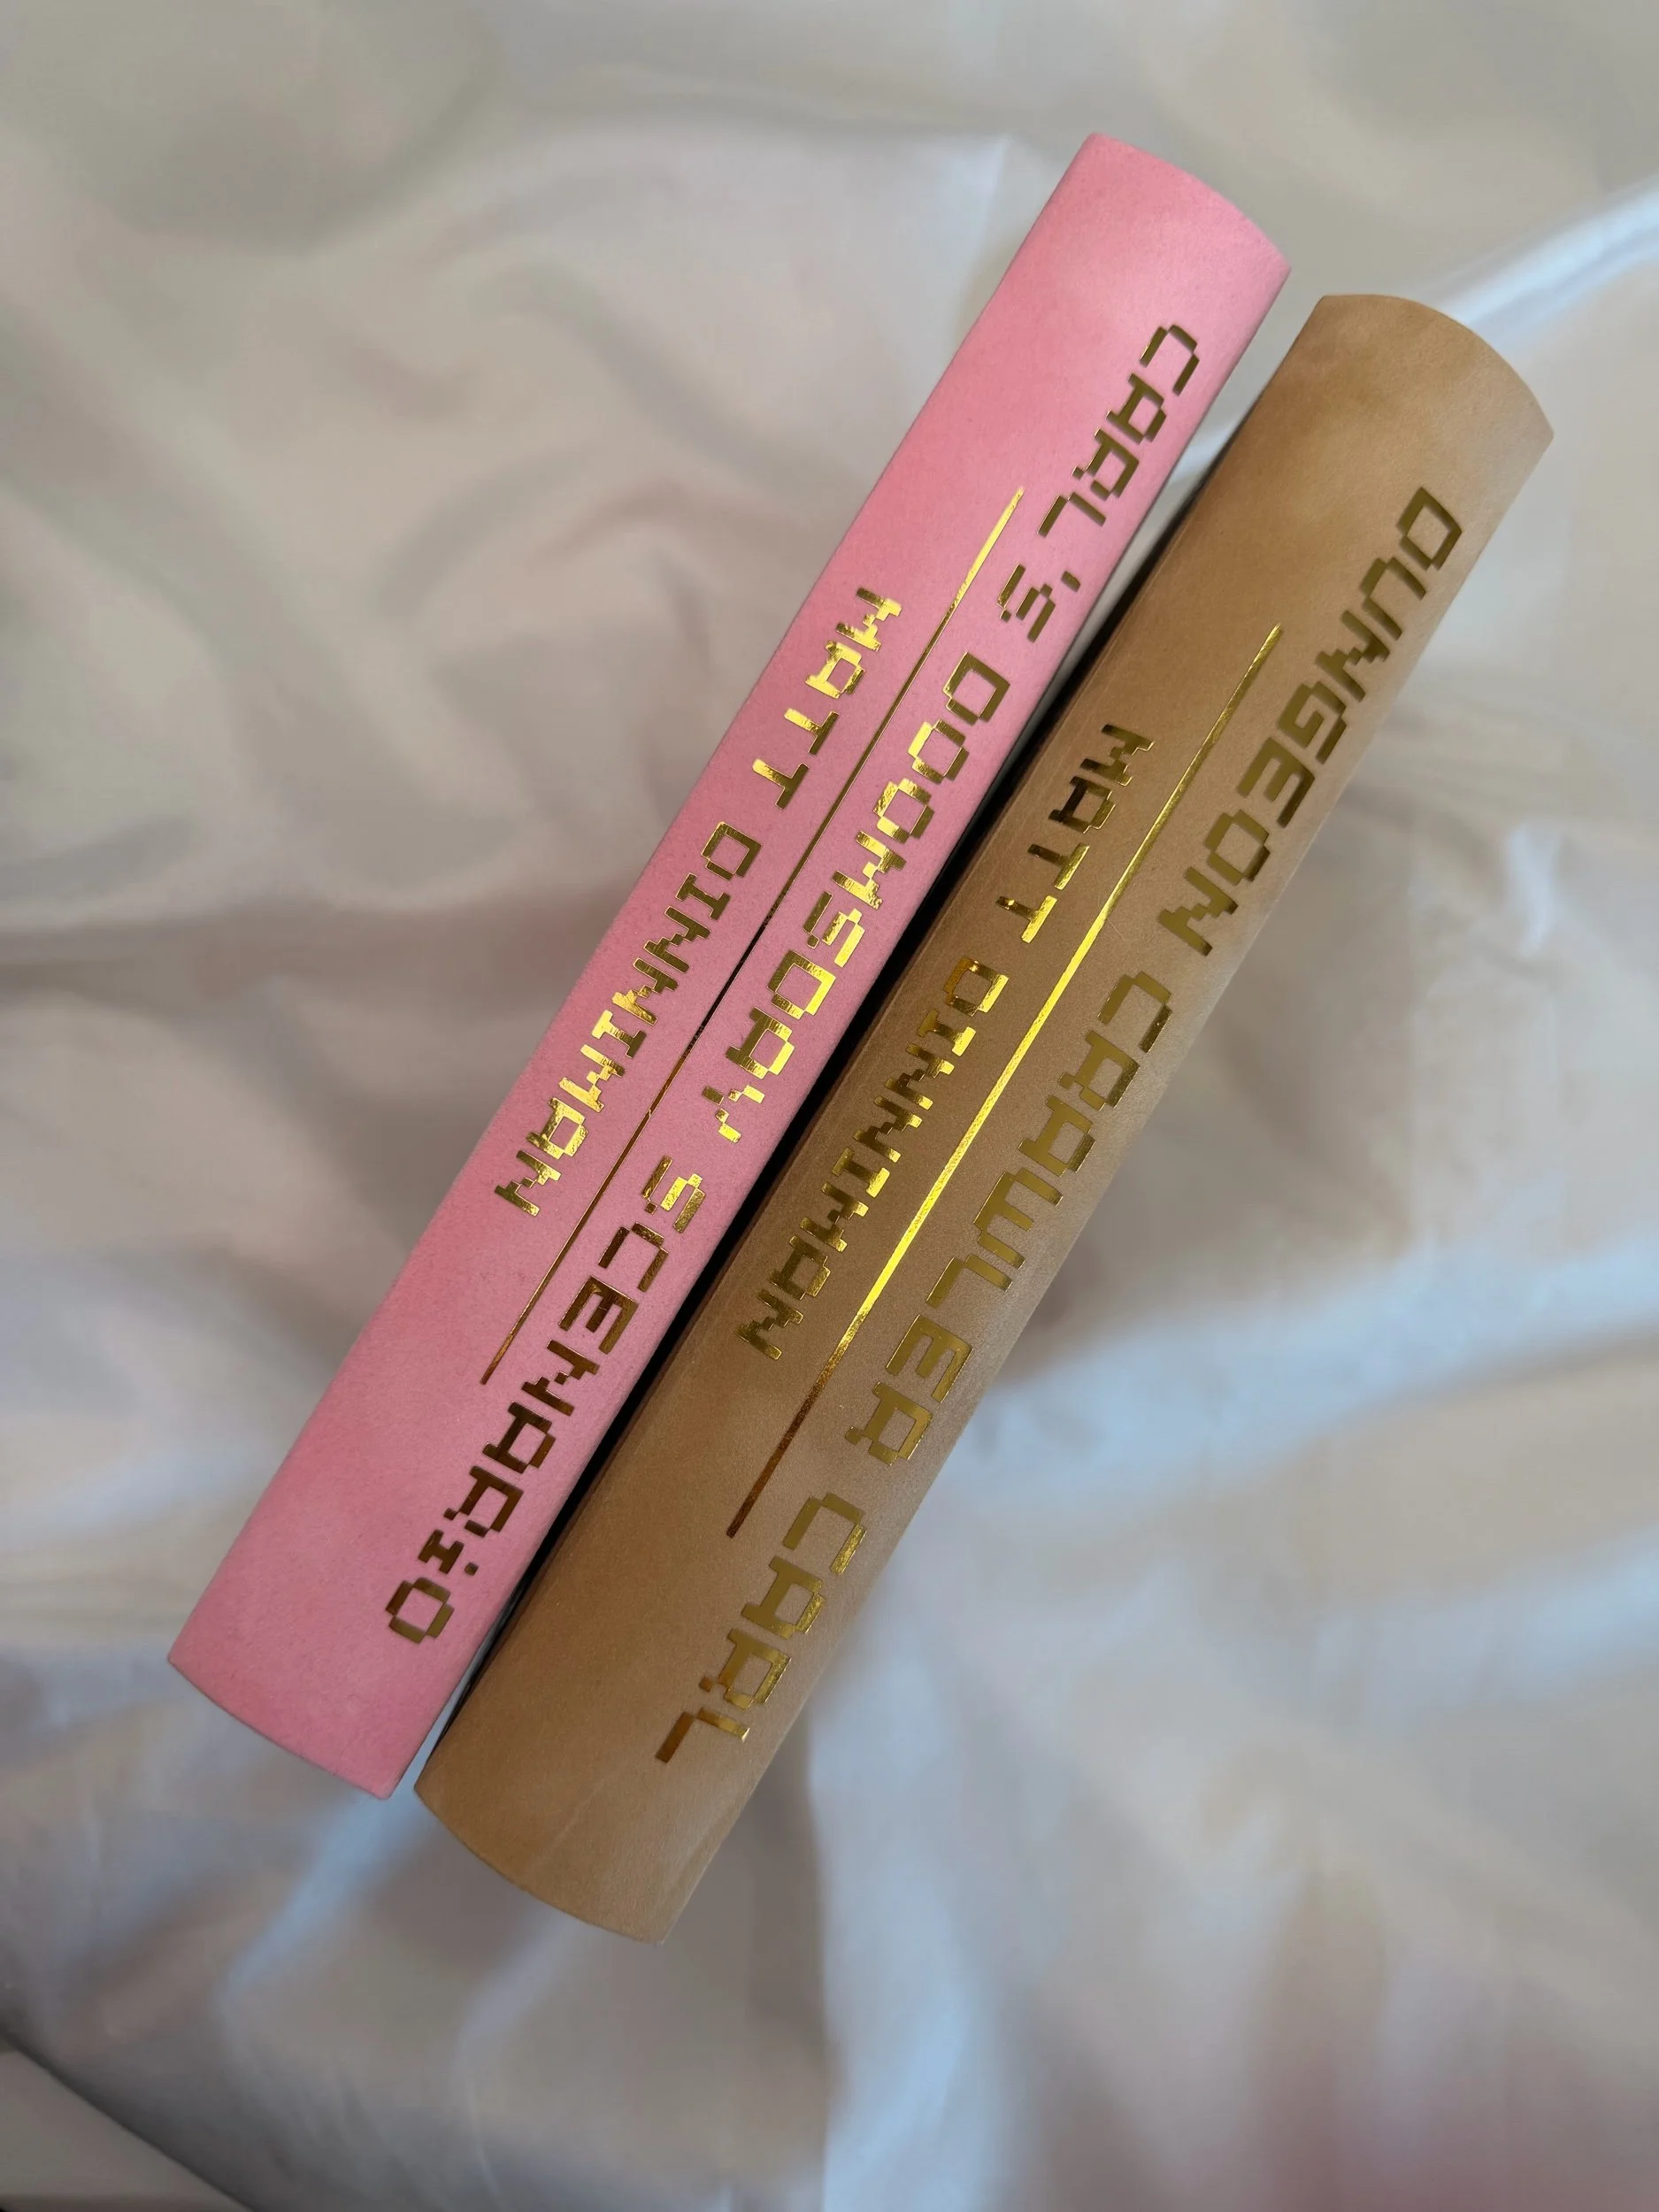 CARL'S DOOMSDAY SCENARIO
MATT DINNIMAN
DUNGEON CRAWLER CARL
MATT DINNIMAN